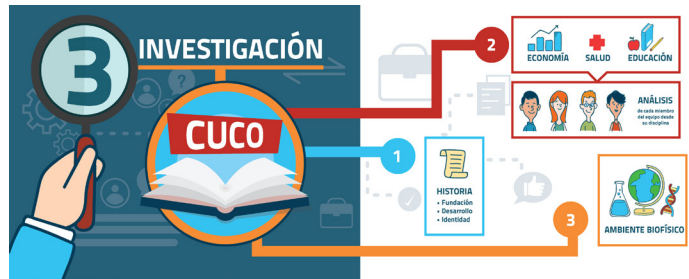 3
INVESTIGACIÓN
CUCO
1
HISTORIA
• Fundación
• Desarrollo
• Identidad
2
ECONOMÍA
SALUD
EDUCACIÓN
ANÁLISIS
de cada miembro
del equipo desde
su disciplina
3
AMBIENTE BIOFÍSICO